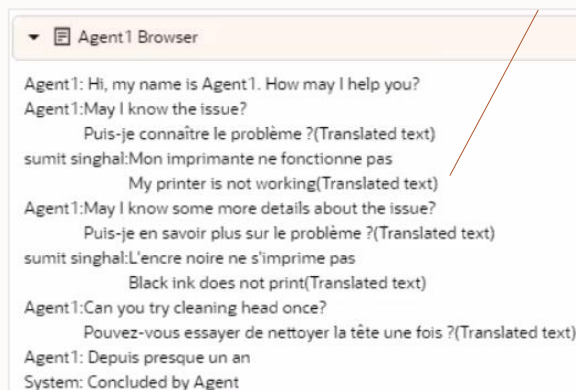 Agent1 Browser
Agent1: Hi, my name is Agent1. How may I help you?
Agent1:May I know the issue?
Puis-je connaître le problème ?(Translated text)
sumit singhal:Mon imprimante ne fonctionne pas
My printer is not working(Translated text)
Agent1:May I know some more details about the issue?
Puis-je en savoir plus sur le problème ?(Translated text)
sumit singhal:L'encre noire ne s'imprime pas
Black ink does not print(Translated text)
Agent1:Can you try cleaning head once?
Pouvez-vous essayer de nettoyer la tête une fois ?(Translated text)
Agent1: Depuis presque un an
System: Concluded by Agent